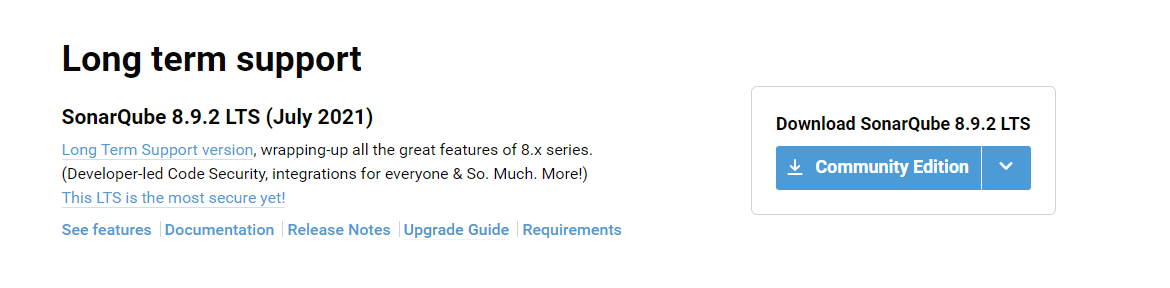 Long term support
SonarQube 8.9.2 LTS (July 2021)
Long Term Support version, wrapping-up all the great features of 8.x series.
(Developer-led Code Security, integrations for everyone & So. Much. More!)
This LTS is the most secure yet!
See features | Documentation | Release Notes | Upgrade Guide | Requirements
Download SonarQube 8.9.2 LTS
Community Edition